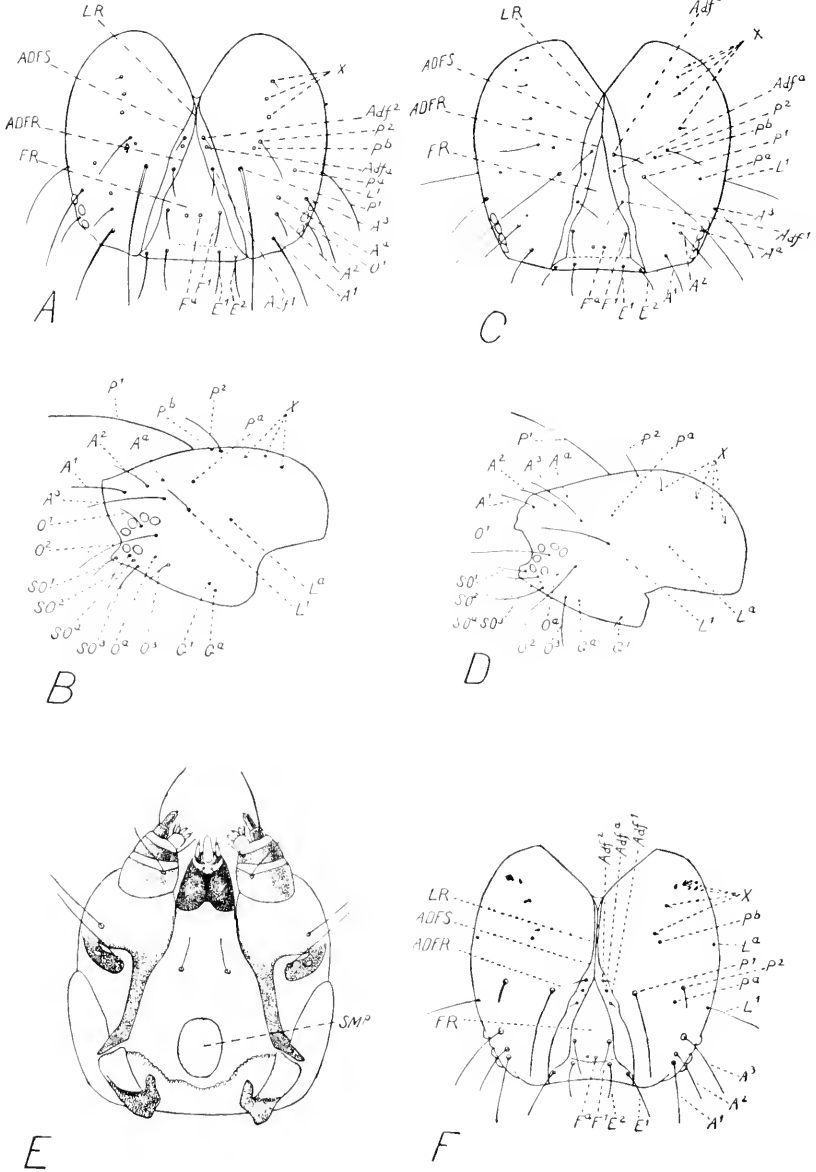 LR
ADFS
ADFR
FR
X
Adf²
P²
Pᵇ
Adfᵃ
Pᵃ
L¹
P¹
A³
Aᵃ
O¹
A²
A¹
Fᵃ F¹ E¹ E² Adf¹
A
LR
ADFS
ADFR
FR
X
Adfᵃ
P²
Pᵇ
P¹
Pᵃ
L¹
A³
Adf¹
Aᵃ
Fᵃ F¹ E¹ E² A¹ A²
C
P¹
Pᵇ P² Pᵃ X
A² Aᵃ
A¹
A³
O¹
O²
SO¹
SO²
SOᵃ SO³ Oᵃ O³ G¹ Gᵃ
L¹ Lᵃ
B
P¹ P² Pᵃ X
A² A³ Aᵃ
A¹
O¹
SO¹
SO²
SOᵃ SO³ Oᵃ
O² O³ Gᵃ G¹
L¹ Lᵃ
D
SMP
E
Adf² Adfᵃ Adf¹
LR
ADFS
ADFR
FR
X
Pᵇ
Lᵃ
P¹ P²
Pᵃ
L¹
A³
A²
A¹
Fᵃ F¹ E² E¹
F